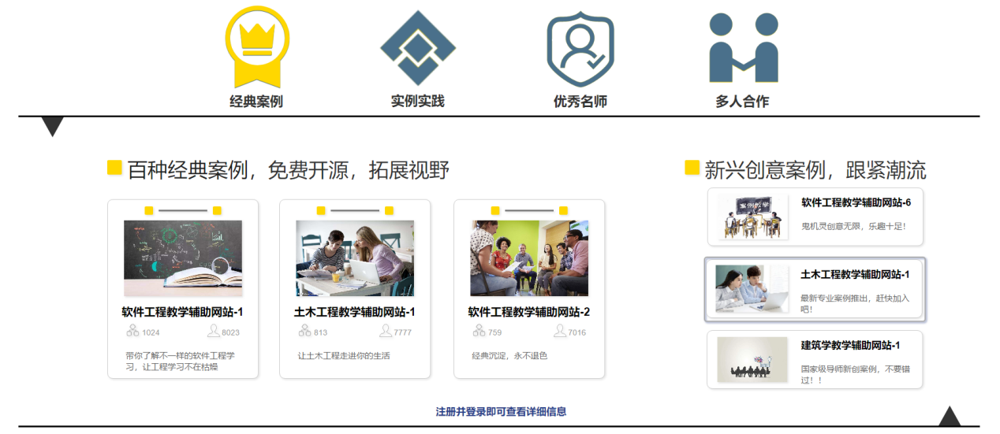 经典案例
实例实践
优秀名师
多人合作
百种经典案例，免费开源，拓展视野
软件工程教学辅助网站-1
1024
8023
带你了解不一样的软件工程学
习，让工程学习不在枯燥
土木工程教学辅助网站-1
813
7777
让土木工程走进你的生活
软件工程教学辅助网站-2
759
7016
经典沉淀，永不退色
新兴创意案例，跟紧潮流
案例教学
软件工程教学辅助网站-6
鬼机灵创意无限，乐趣十足！
土木工程教学辅助网站-1
最新专业案例推出，赶快加入
吧！
建筑学教学辅助网站-1
国家级导师新创案例，不要错
过！！
注册并登录即可查看详细信息